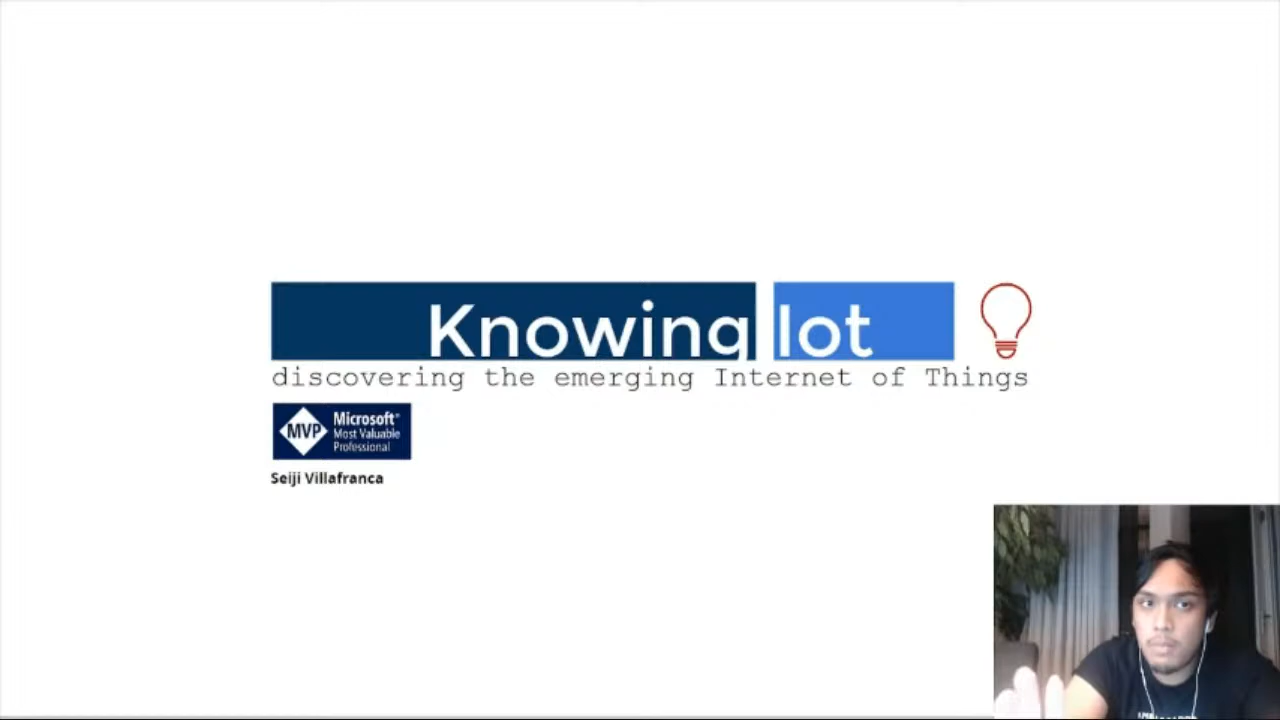 Knowing Iot
discovering the emerging Internet of Things
MVP
Microsoft®
Most Valuable
Professional
Seiji Villafranca